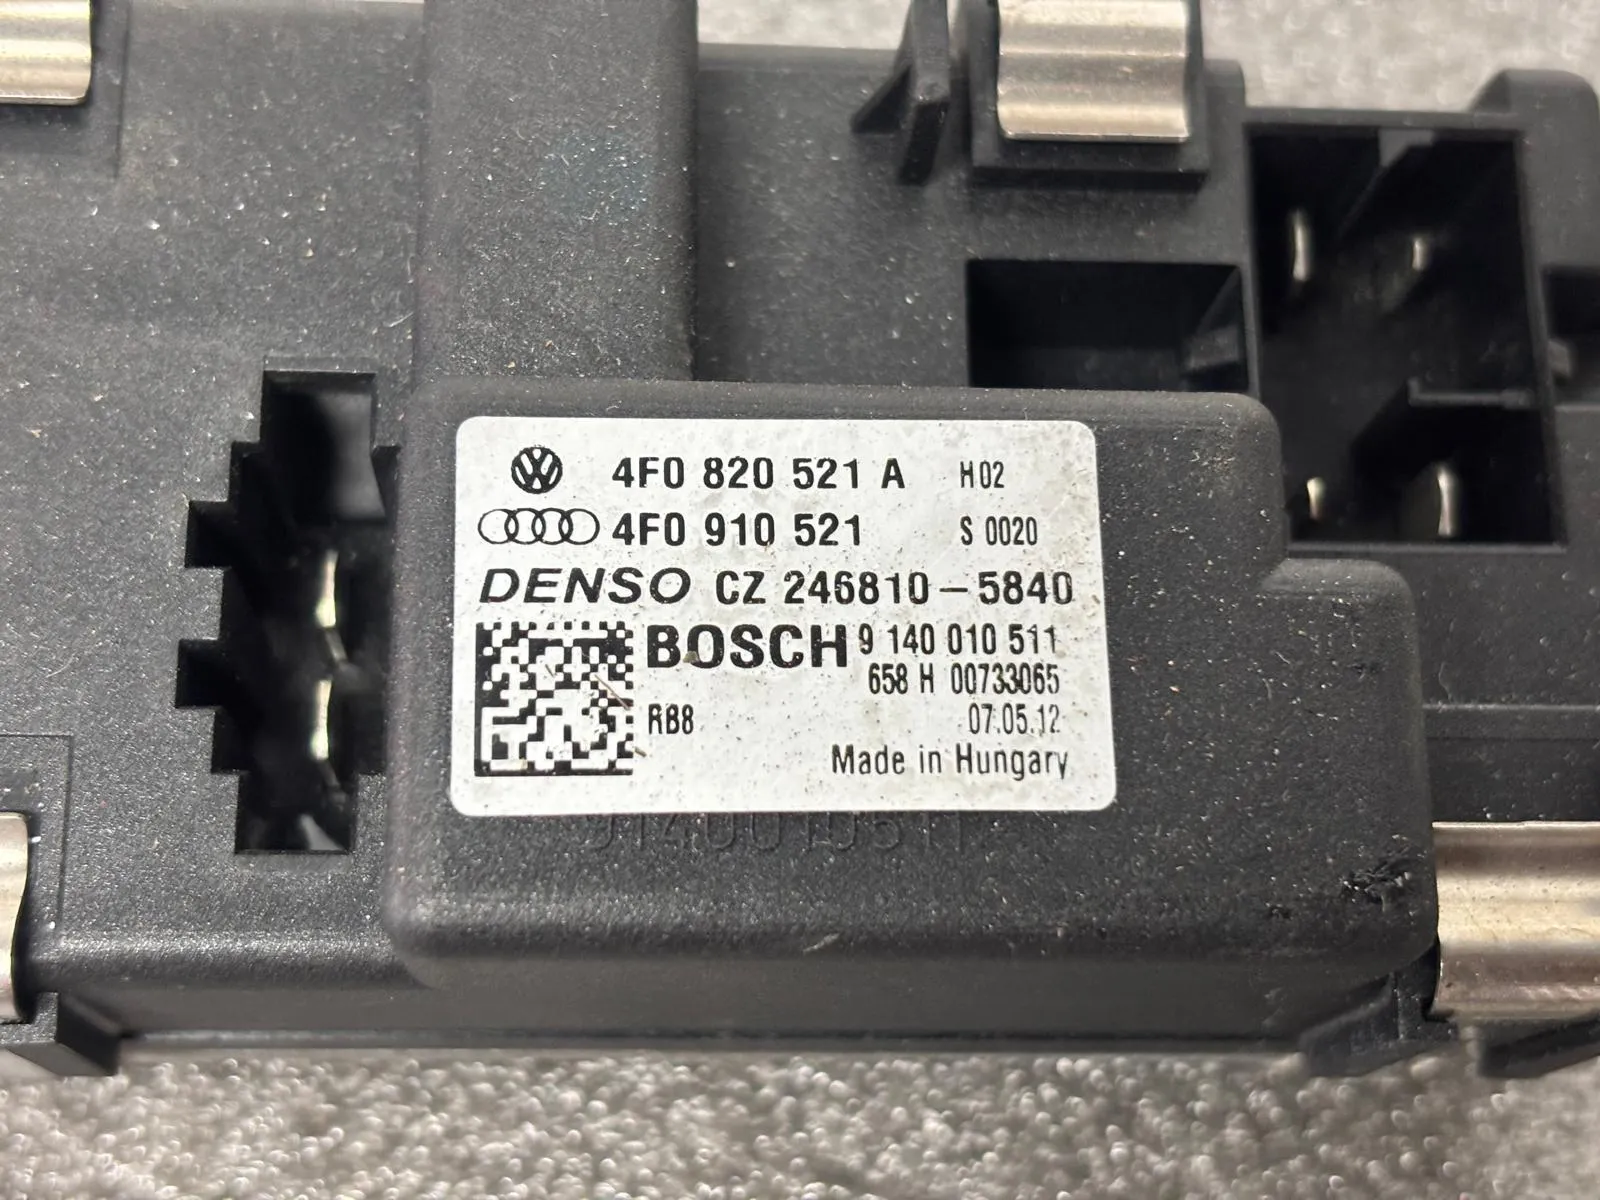 4F0 820 521 A H02
4F0 910 521 S 0020
DENSO CZ 246810-5840
BOSCH 9 140 010 511
658 H 00733065
RB8 07.05.12
Made in Hungary
9140010511